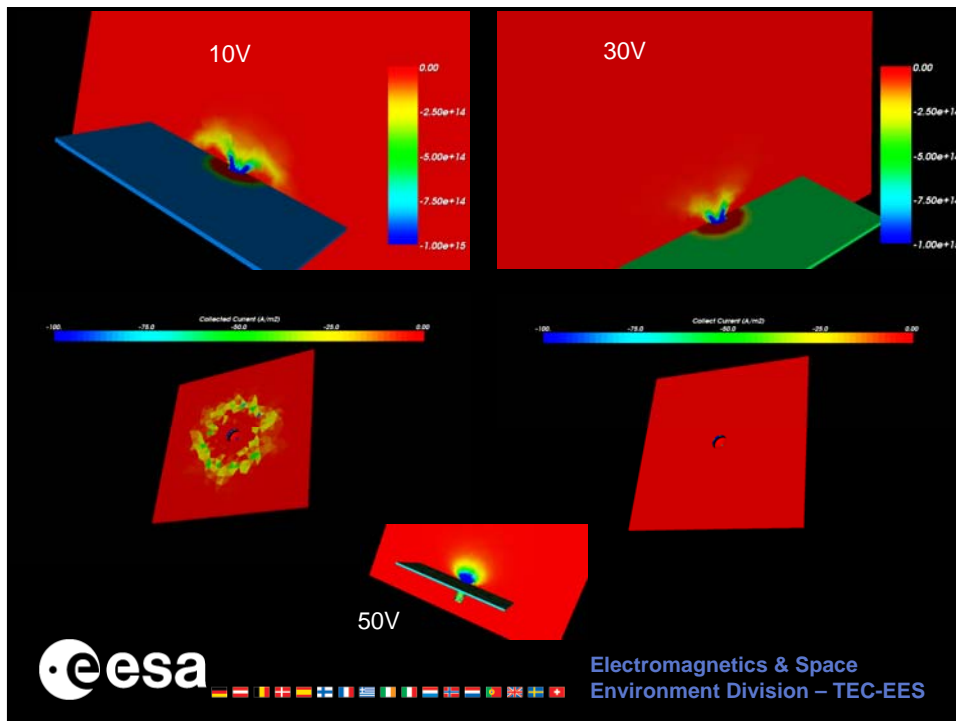 10V
30V
0.00
-2.50e+14
-5.00e+14
-7.50e+14
-1.00e+15
0.00
-2.50e+14
-5.00e+14
-7.50e+14
-1.00e+15
Collected Current (A/m2)
-100. -75.0 -50.0 -25.0 0.00
Collect Current (A/m2)
-100. -75.0 -50.0 -25.0 0.00
50V
esa
Electromagnetics & Space
Environment Division – TEC-EES